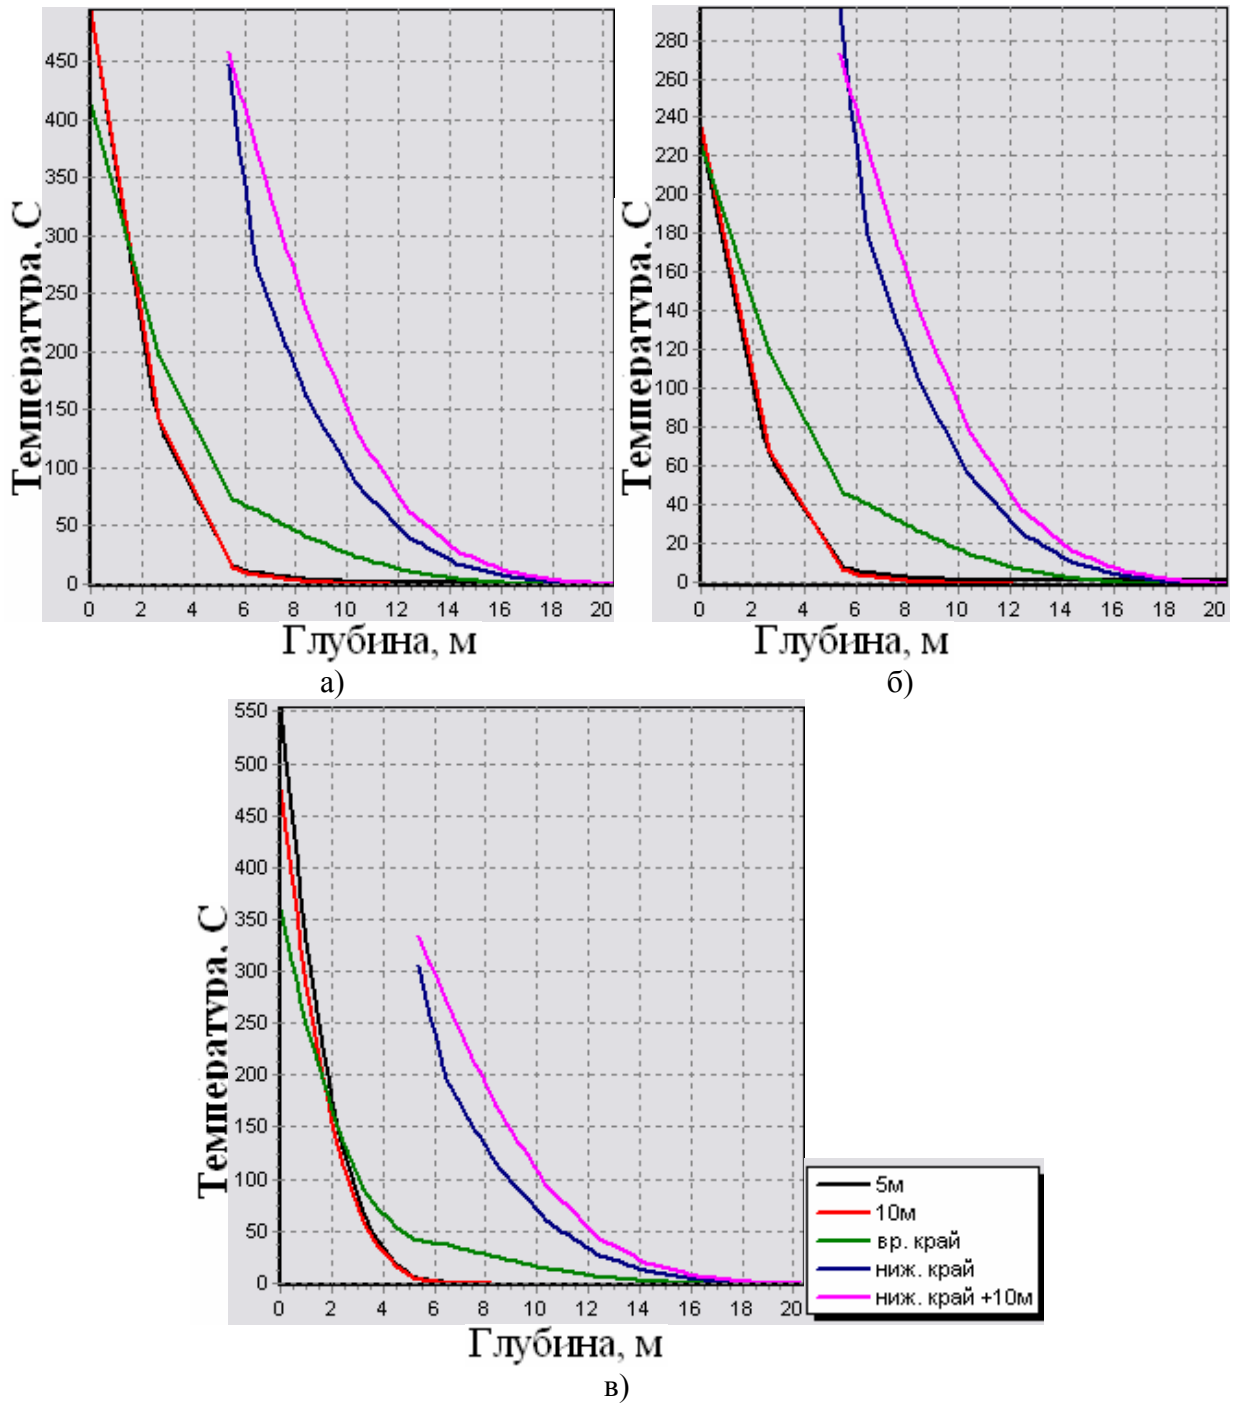 450
400
350
300
250
200
150
100
50
0
Температура, С
0 2 4 6 8 10 12 14 16 18 20
Глубина, м
а)
280
260
240
220
200
180
160
140
120
100
80
60
40
20
0
Температура, С
0 2 4 6 8 10 12 14 16 18 20
Глубина, м
б)
550
500
450
400
350
300
250
200
150
100
50
0
Температура, С
0 2 4 6 8 10 12 14 16 18 20
Глубина, м
в)
5м
10м
вр. край
ниж. край
ниж. край +10м